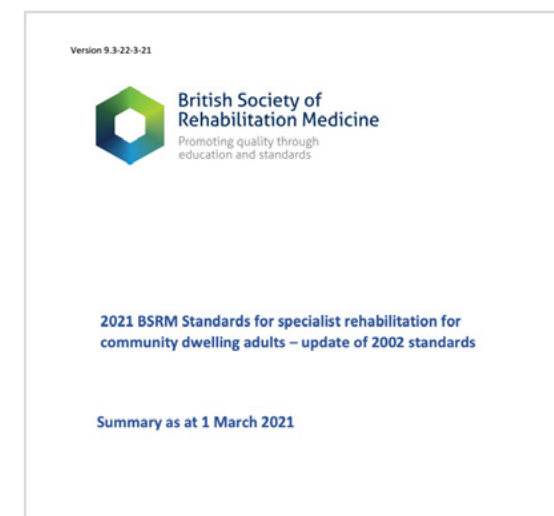 Version 9.3-22-3-21
British Society of
Rehabilitation Medicine
Promoting quality through
education and standards
2021 BSRM Standards for specialist rehabilitation for
community dwelling adults – update of 2002 standards
Summary as at 1 March 2021